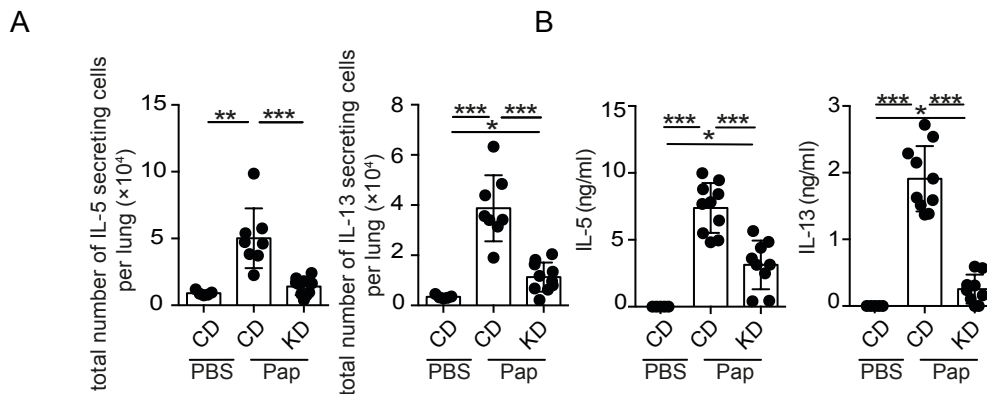 A
B
total number of IL-5 secreting cells
per lung (×10⁴)
15
10
5
0
** ***
CD CD KD
PBS Pap
total number of IL-13 secreting cells
per lung (×10⁴)
8
6
4
2
0
*** ***
*
CD CD KD
PBS Pap
IL-5 (ng/ml)
15
10
5
0
*** ***
*
CD CD KD
PBS Pap
IL-13 (ng/ml)
3
2
1
0
*** ***
*
CD CD KD
PBS Pap